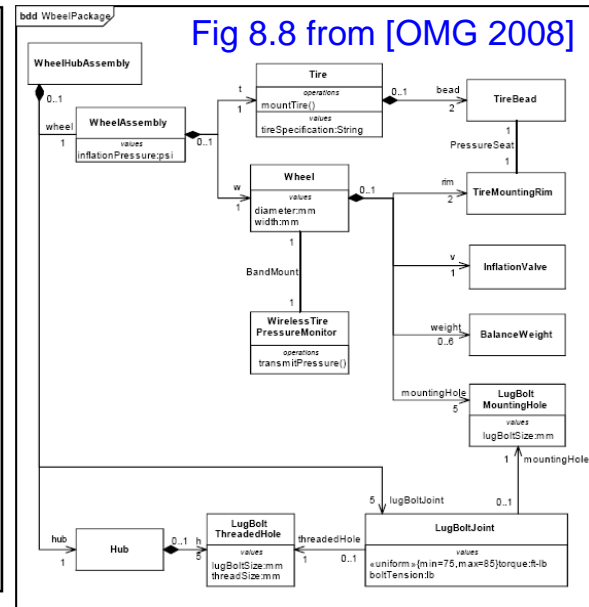 bdd WheelPackage
Fig 8.8 from [OMG 2008]
WheelHubAssembly
0..1
wheel
1
WheelAssembly
values
inflationPressure:psi
0..1
t
1
Tire
operations
mountTire()
values
tireSpecification:String
0..1
bead
2
TireBead
1
PressureSeat
1
w
1
Wheel
values
diameter:mm
width:mm
0..1
rim
2
TireMountingRim
1
BandMount
1
v
1
InflationValve
WirelessTire
PressureMonitor
operations
transmitPressure()
weight
0..6
BalanceWeight
mountingHole
5
LugBolt
MountingHole
values
lugBoltSize:mm
1
mountingHole
5
lugBoltJoint
0..1
hub
1
Hub
0..1
h
5
LugBolt
ThreadedHole
values
lugBoltSize:mm
threadSize:mm
threadedHole
1
0..1
LugBoltJoint
values
«uniform»{min=75,max=85}torque:ft-lb
boltTension:lb